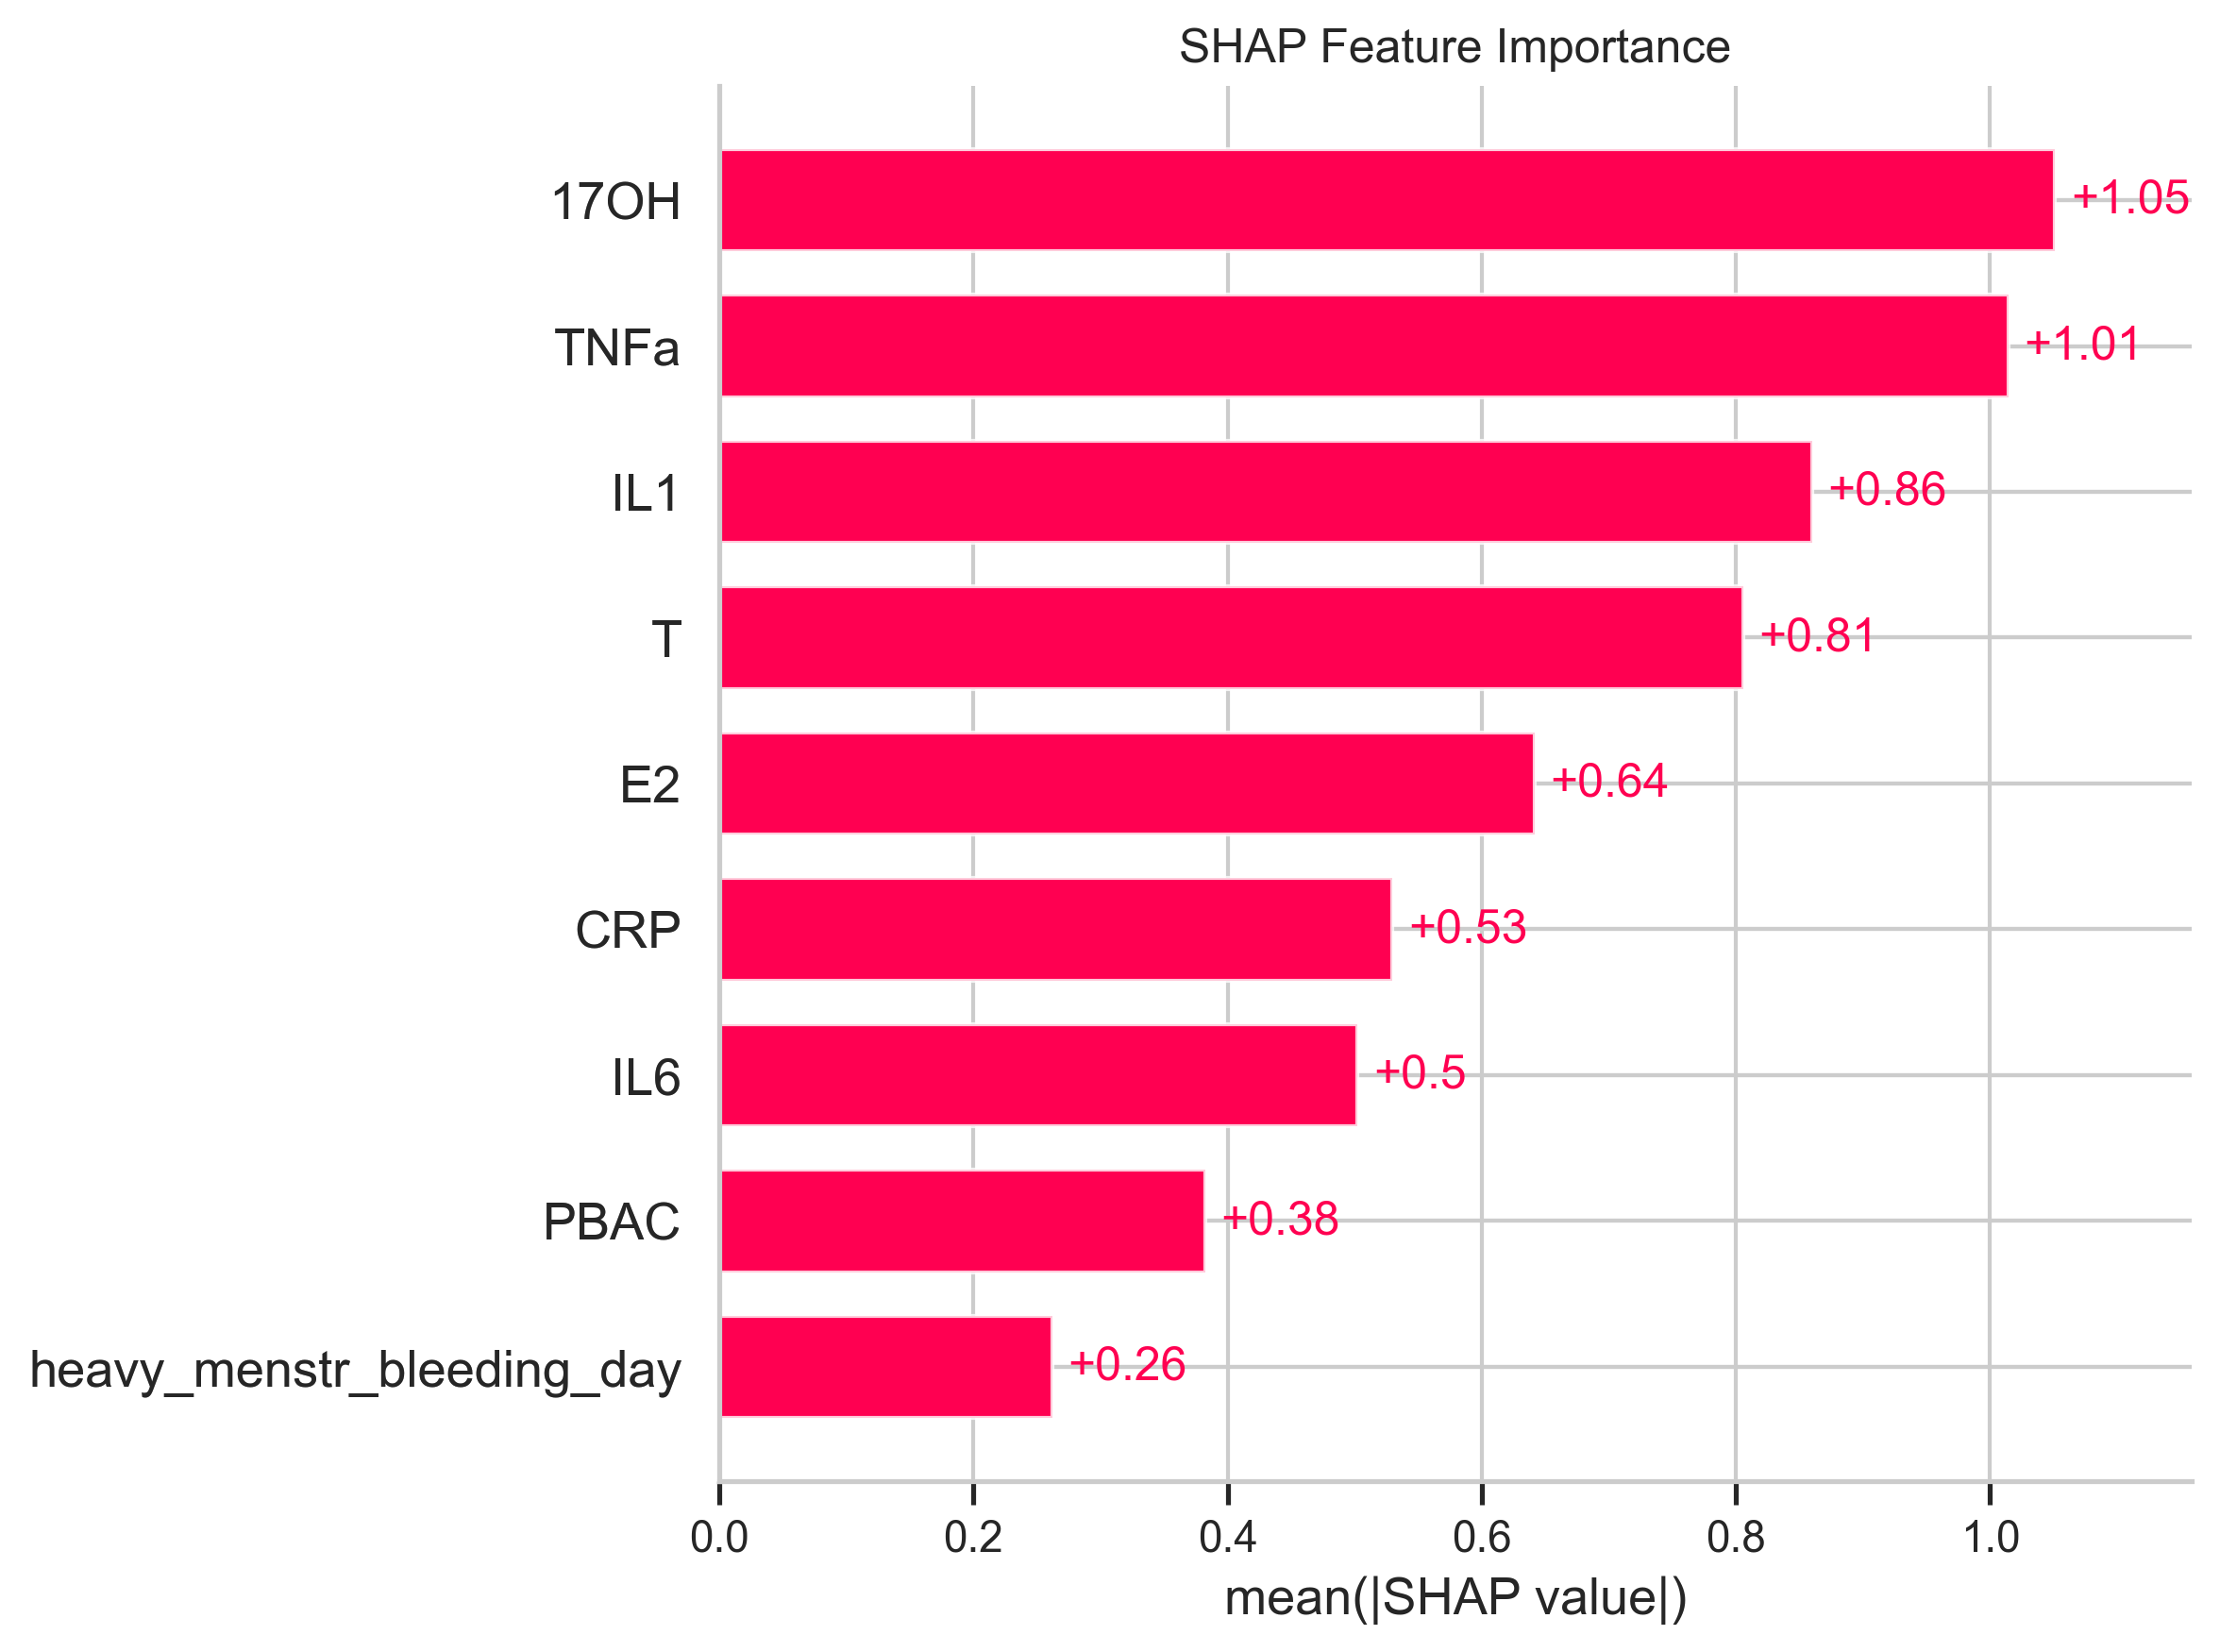 SHAP Feature Importance
17OH +1.05
TNFa +1.01
IL1 +0.86
T +0.81
E2 +0.64
CRP +0.53
IL6 +0.5
PBAC +0.38
heavy_menstr_bleeding_day +0.26
0.0 0.2 0.4 0.6 0.8 1.0
mean(|SHAP value|)